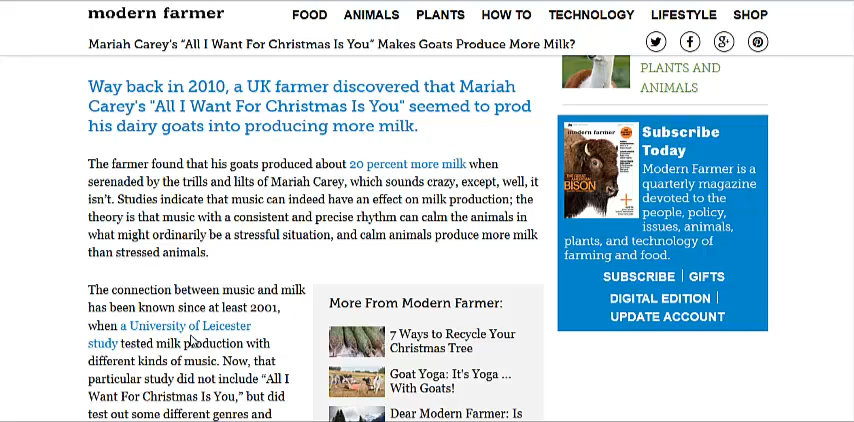 modern farmer
FOOD ANIMALS PLANTS HOW TO TECHNOLOGY LIFESTYLE SHOP
Mariah Carey's "All I Want For Christmas Is You" Makes Goats Produce More Milk?
Way back in 2010, a UK farmer discovered that Mariah
Carey's "All I Want For Christmas Is You" seemed to prod
his dairy goats into producing more milk.
The farmer found that his goats produced about 20 percent more milk when
serenaded by the trills and lilts of Mariah Carey, which sounds crazy, except, well, it
isn't. Studies indicate that music can indeed have an effect on milk production; the
theory is that music with a consistent and precise rhythm can calm the animals in
what might ordinarily be a stressful situation, and calm animals produce more milk
than stressed animals.
The connection between music and milk
has been known since at least 2001,
when a University of Leicester
study tested milk production with
different kinds of music. Now, that
particular study did not include “All I
Want For Christmas Is You,” but did
test out some different genres and
More From Modern Farmer:
7 Ways to Recycle Your
Christmas Tree
Goat Yoga: It's Yoga ...
With Goats!
Dear Modern Farmer: Is
PLANTS AND
ANIMALS
modern farmer
BISON
Subscribe
Today
Modern Farmer is a
quarterly magazine
devoted to the
people, policy,
issues, animals,
plants, and technology of
farming and food.
SUBSCRIBE | GIFTS
DIGITAL EDITION |
UPDATE ACCOUNT